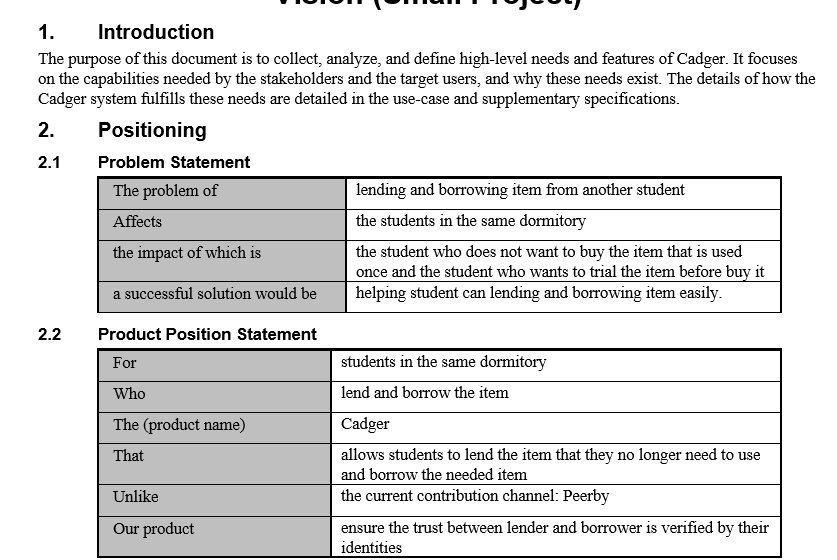 Vision (Small Project)
1. Introduction
The purpose of this document is to collect, analyze, and define high-level needs and features of Cadger. It focuses
on the capabilities needed by the stakeholders and the target users, and why these needs exist. The details of how the
Cadger system fulfills these needs are detailed in the use-case and supplementary specifications.
2. Positioning
2.1 Problem Statement
The problem of lending and borrowing item from another student
Affects the students in the same dormitory
the impact of which is the student who does not want to buy the item that is used
once and the student who wants to trial the item before buy it
a successful solution would be helping student can lending and borrowing item easily.
2.2 Product Position Statement
For students in the same dormitory
Who lend and borrow the item
The (product name) Cadger
That allows students to lend the item that they no longer need to use
and borrow the needed item
Unlike the current contribution channel: Peerby
Our product ensure the trust between lender and borrower is verified by their
identities